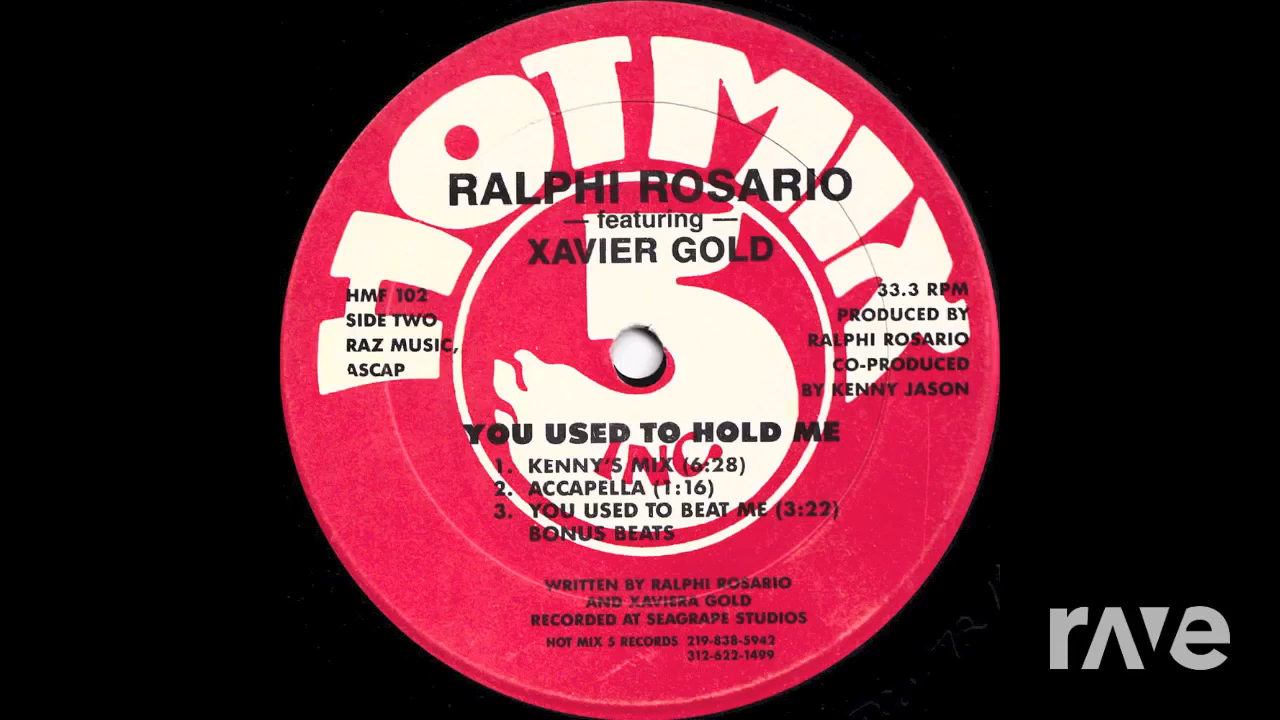 HOT MIX
5
INC.
RALPHI ROSARIO
— featuring —
XAVIER GOLD
HMF 102
SIDE TWO
RAZ MUSIC,
ASCAP
33.3 RPM
PRODUCED BY
RALPHI ROSARIO
CO-PRODUCED
BY KENNY JASON
YOU USED TO HOLD ME
1. KENNY'S MIX (6:28)
2. ACCAPELLA (1:16)
3. YOU USED TO BEAT ME (3:22)
BONUS BEATS
WRITTEN BY RALPHI ROSARIO
AND XAVIERA GOLD
RECORDED AT SEAGRAPE STUDIOS
HOT MIX 5 RECORDS 219-838-5942
312-622-1499
rave